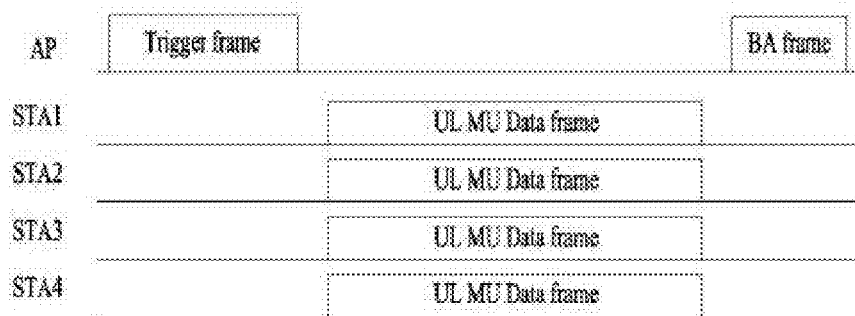 AP Trigger frame BA frame
STA1 UL MU Data frame
STA2 UL MU Data frame
STA3 UL MU Data frame
STA4 UL MU Data frame